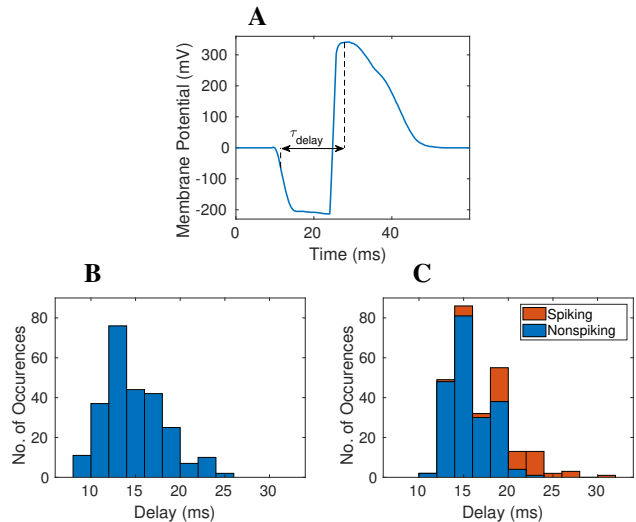 A
Membrane Potential (mV)
300
200
100
0
-100
-200
τdelay
0
20
40
Time (ms)
B
No. of Occurences
80
60
40
20
0
10
15
20
25
30
Delay (ms)
C
No. of Occurences
80
60
40
20
0
Spiking
Nonspiking
10
15
20
25
30
Delay (ms)